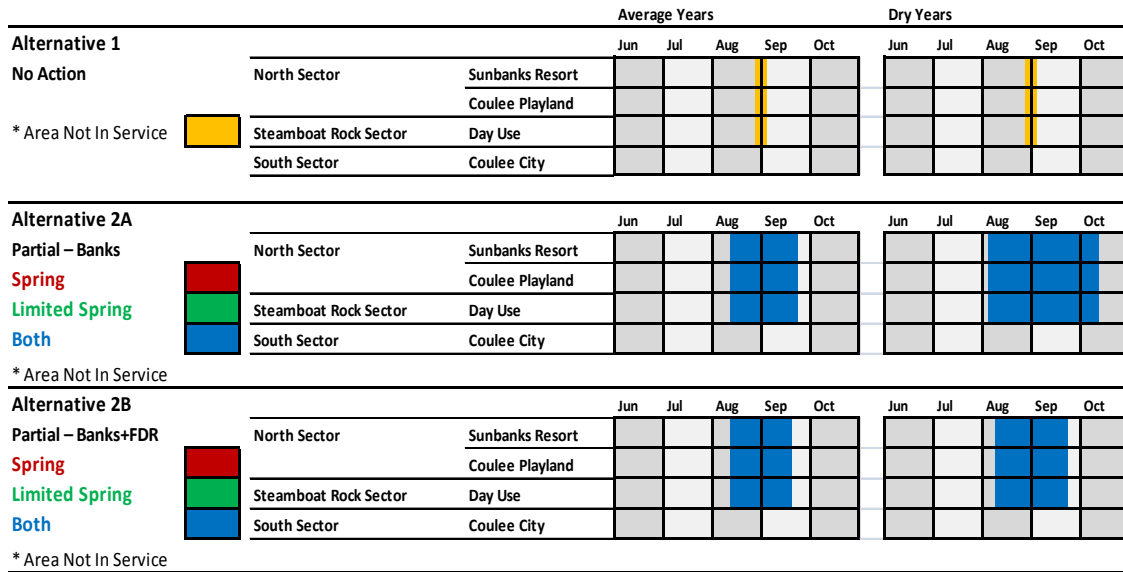 Average Years Dry Years
Alternative 1 Jun Jul Aug Sep Oct Jun Jul Aug Sep Oct
No Action North Sector Sunbanks Resort
Coulee Playland
* Area Not In Service Steamboat Rock Sector Day Use
South Sector Coulee City
Alternative 2A Jun Jul Aug Sep Oct Jun Jul Aug Sep Oct
Partial – Banks North Sector Sunbanks Resort
Spring Coulee Playland
Limited Spring Steamboat Rock Sector Day Use
Both South Sector Coulee City
* Area Not In Service
Alternative 2B Jun Jul Aug Sep Oct Jun Jul Aug Sep Oct
Partial – Banks+FDR North Sector Sunbanks Resort
Spring Coulee Playland
Limited Spring Steamboat Rock Sector Day Use
Both South Sector Coulee City
* Area Not In Service